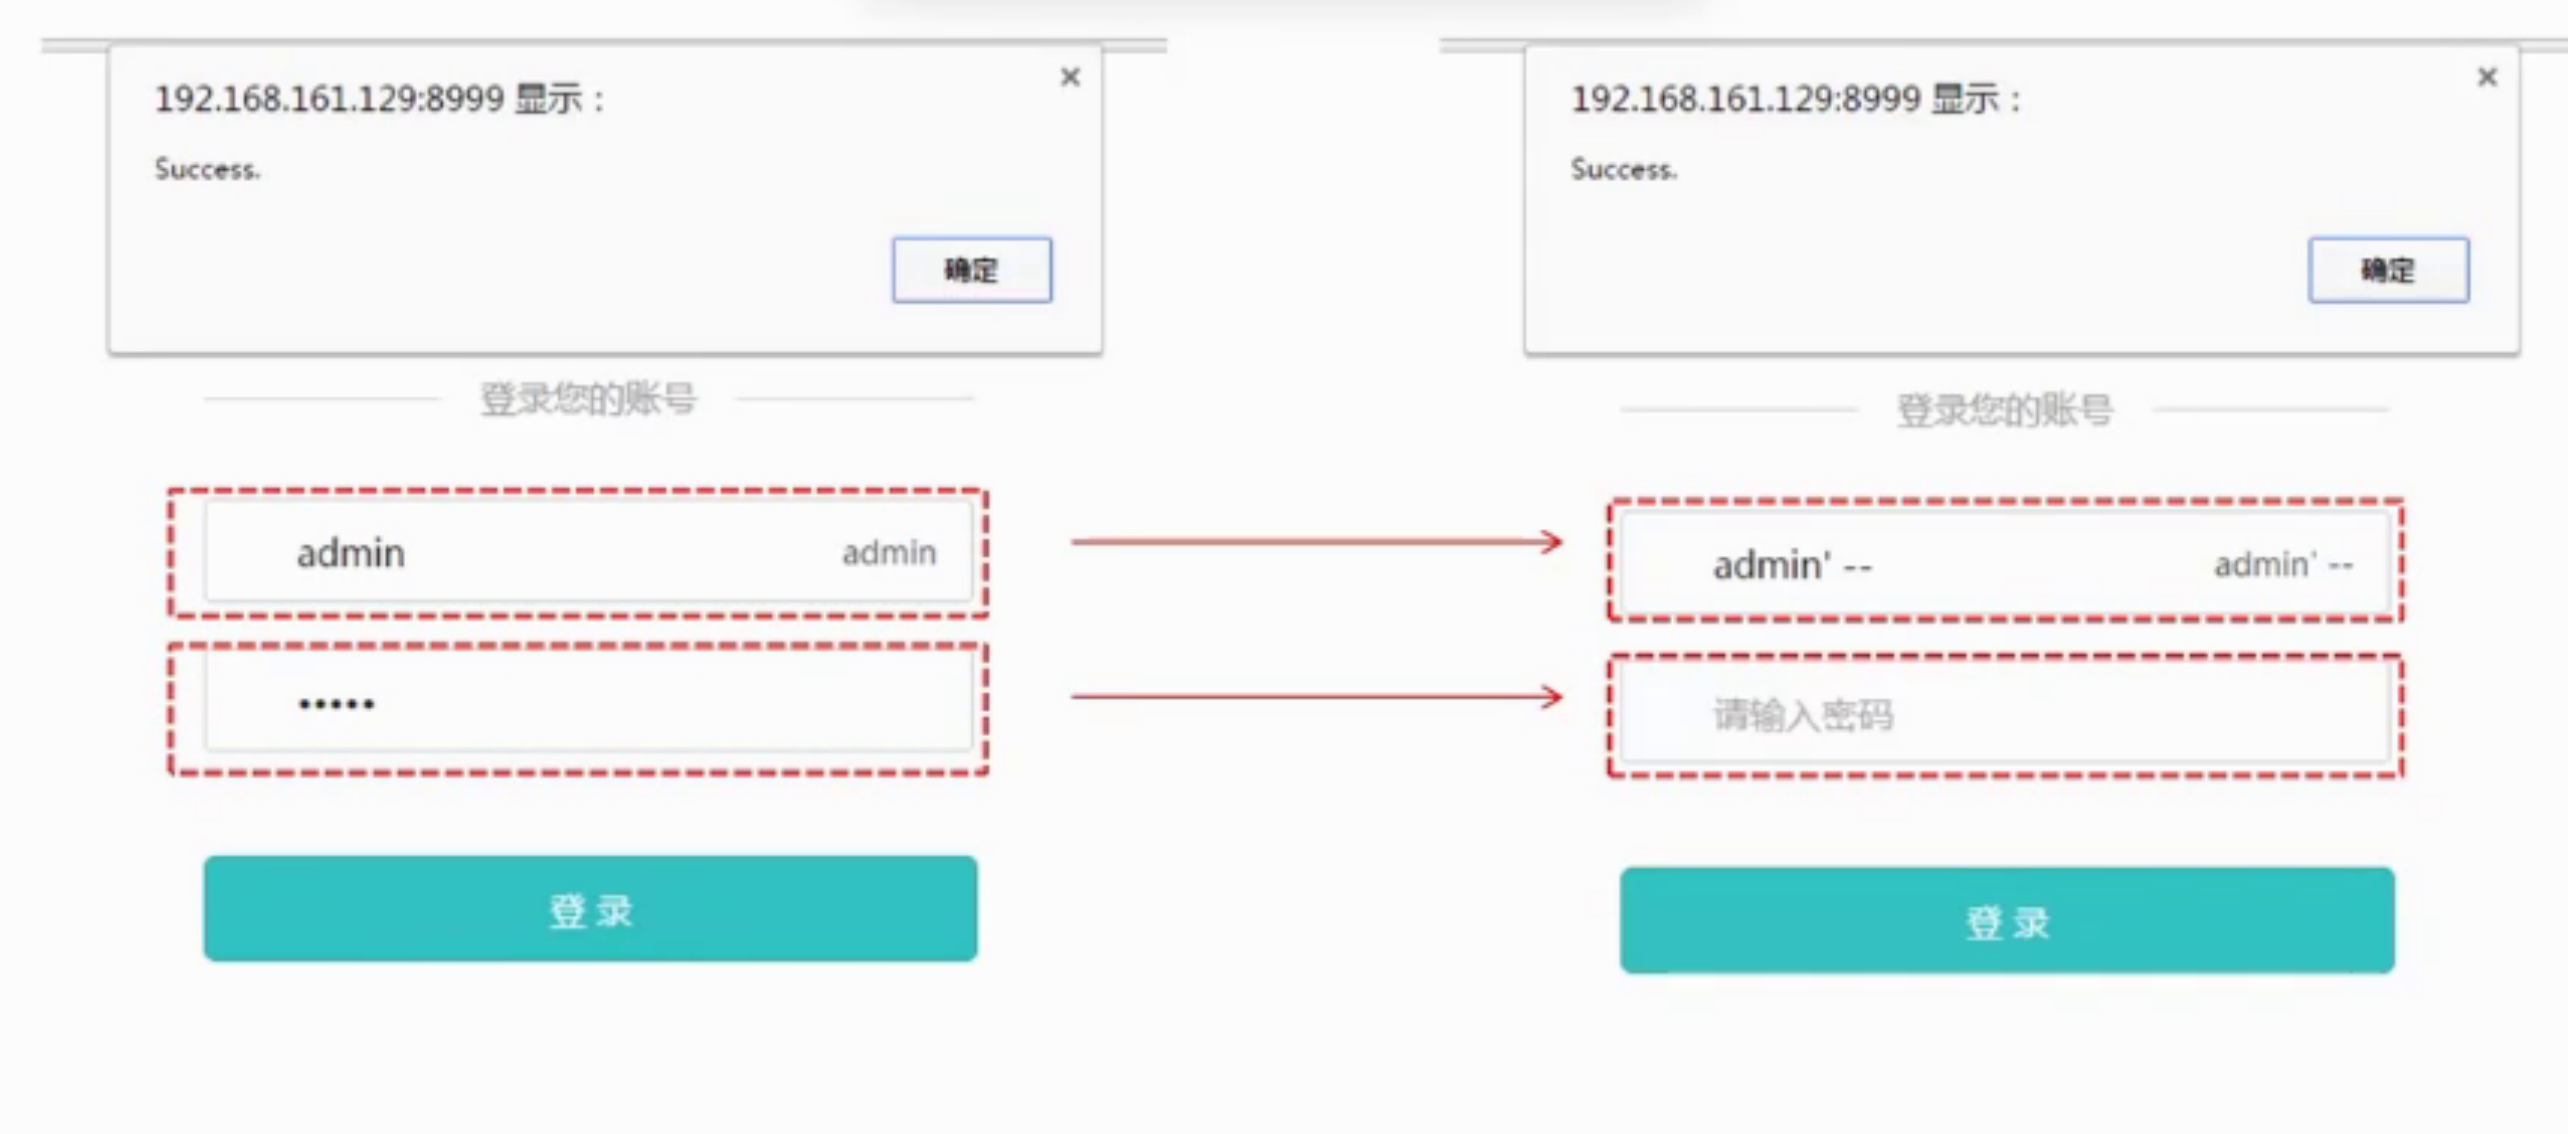 192.168.161.129:8999 显示：
Success.
确定
登录您的账号
admin admin
•••••
登 录
192.168.161.129:8999 显示：
Success.
确定
登录您的账号
admin' -- admin' --
请输入密码
登 录